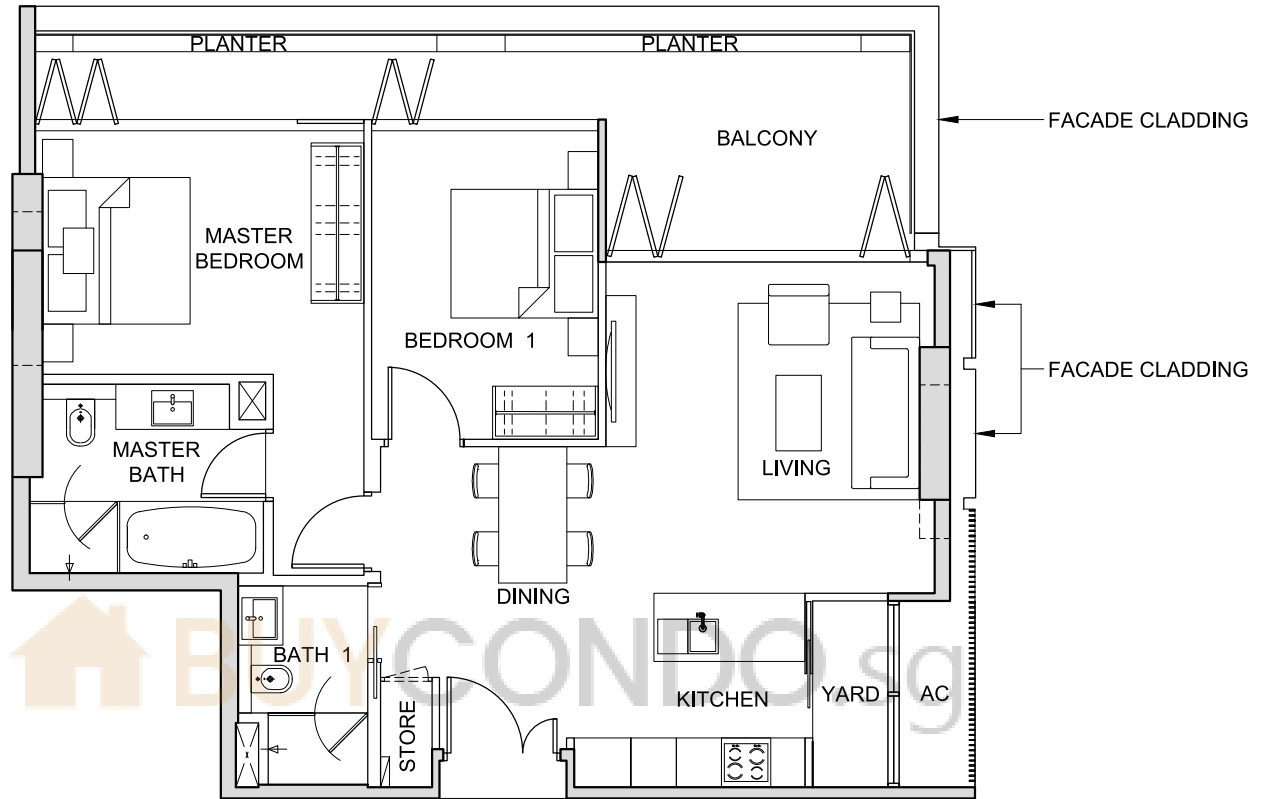 PLANTER
PLANTER
FACADE CLADDING
BALCONY
MASTER
BEDROOM
BEDROOM 1
FACADE CLADDING
MASTER
BATH
LIVING
DINING
BATH 1
STORE
KITCHEN
YARD
AC
BUYCONDO.sg